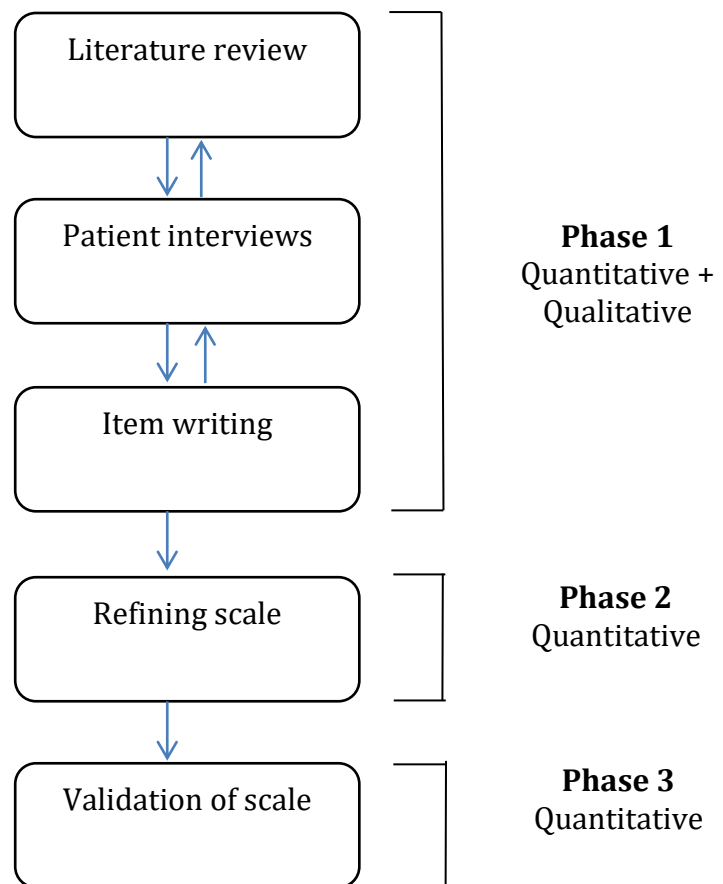 Literature review
Patient interviews
Phase 1
Quantitative +
Qualitative
Item writing
Refining scale
Phase 2
Quantitative
Validation of scale
Phase 3
Quantitative